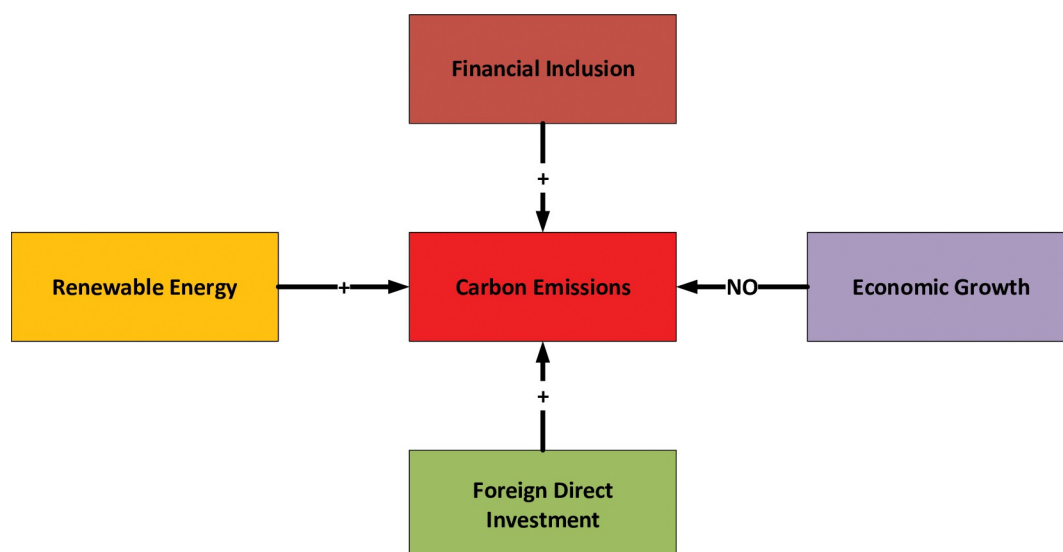 Financial Inclusion
+
Renewable Energy
+
Carbon Emissions
NO
Economic Growth
+
Foreign Direct
Investment